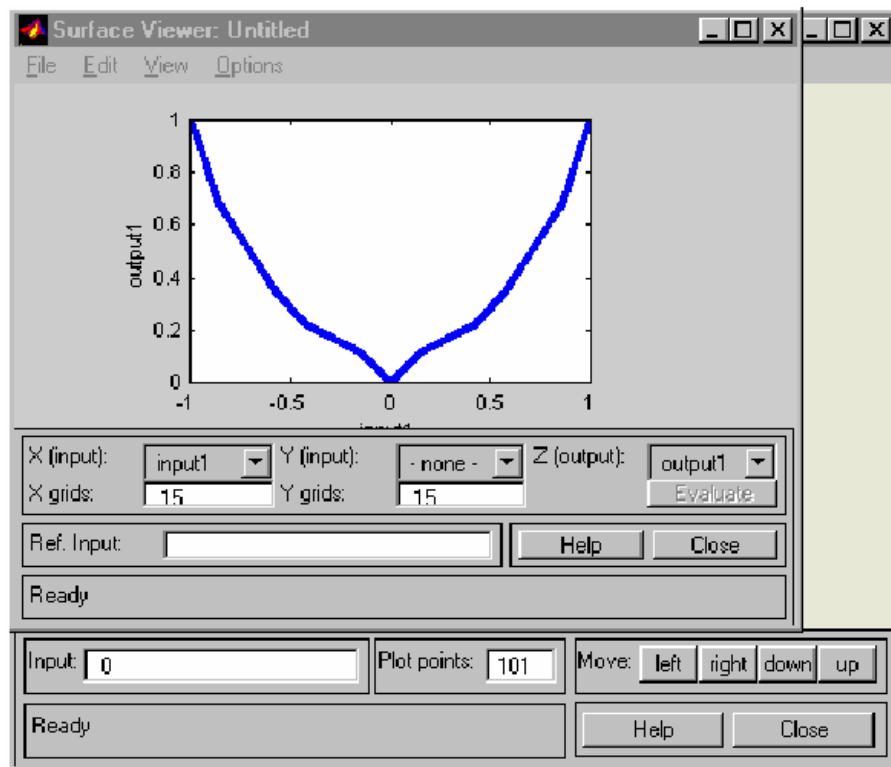 Surface Viewer: Untitled
File Edit View Options
1
0.8
0.6
output1
0.4
0.2
0
-1 -0.5 0 0.5 1
input1
X (input): input1 Y (input): - none - Z (output): output1
X grids: 15 Y grids: 15 Evaluate
Ref. Input: Help Close
Ready
Input: 0 Plot points: 101 Move: left right down up
Ready Help Close